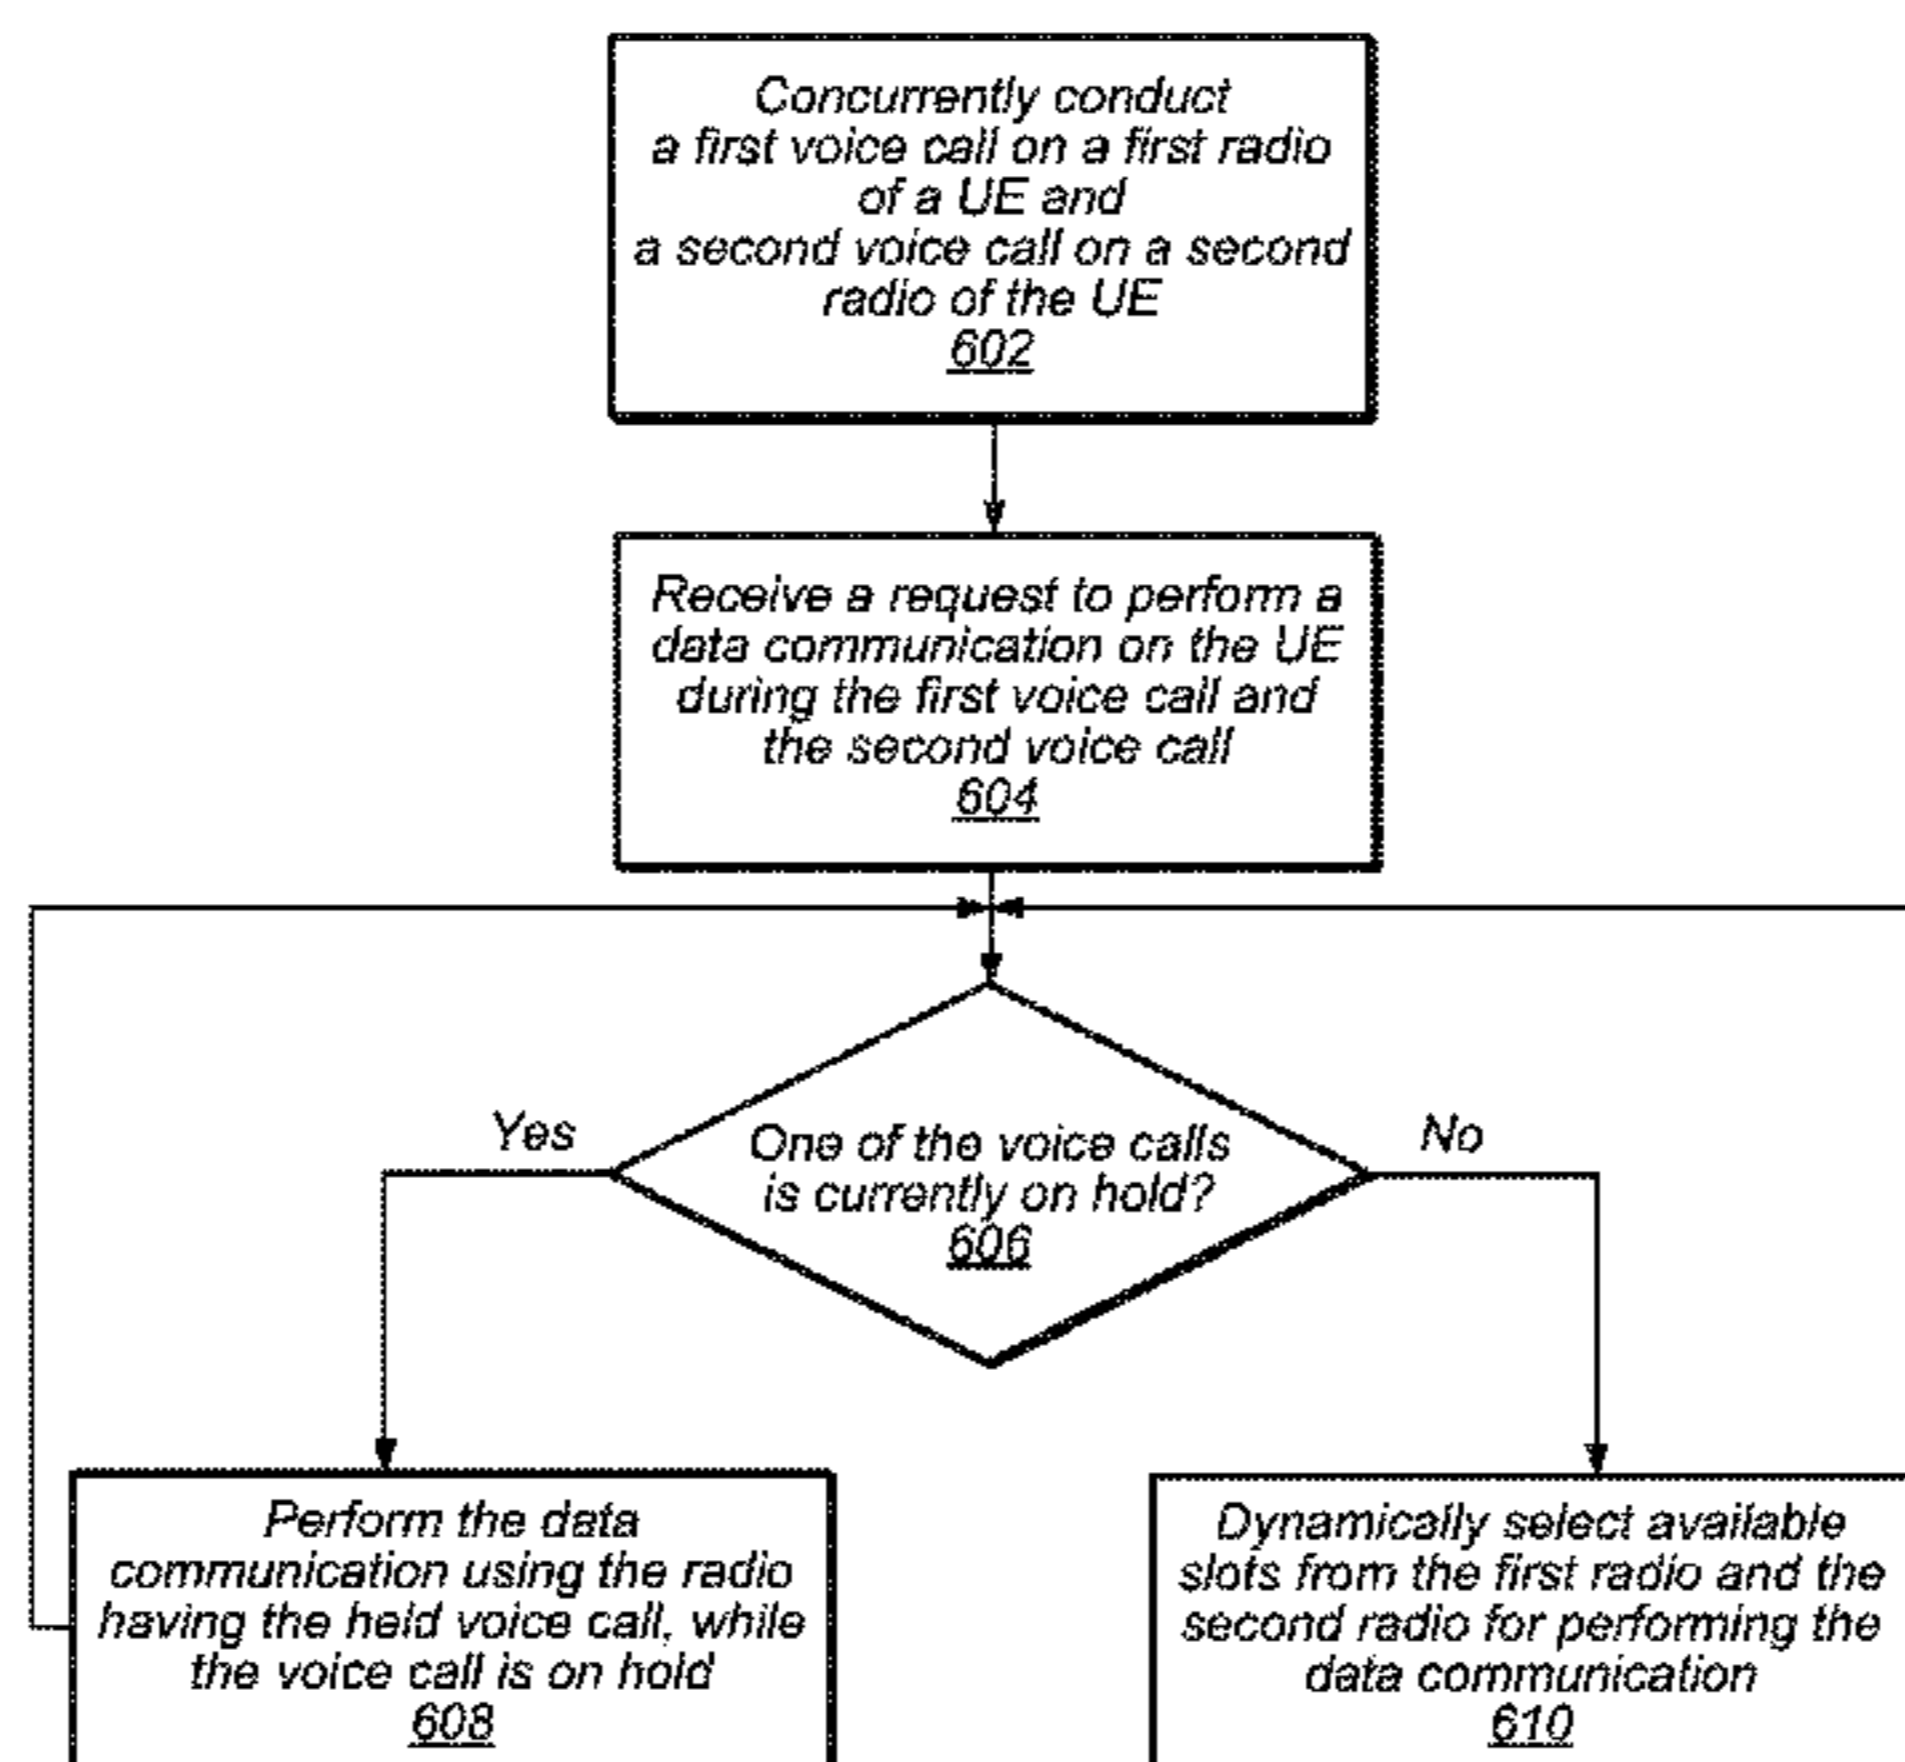 Concurrently conduct
a first voice call on a first radio
of a UE and
a second voice call on a second
radio of the UE
602
Receive a request to perform a
data communication on the UE
during the first voice call and
the second voice call
604
Yes
No
One of the voice calls
is currently on hold?
606
Perform the data
communication using the radio
having the held voice call, while
the voice call is on hold
608
Dynamically select available
slots from the first radio and the
second radio for performing the
data communication
610